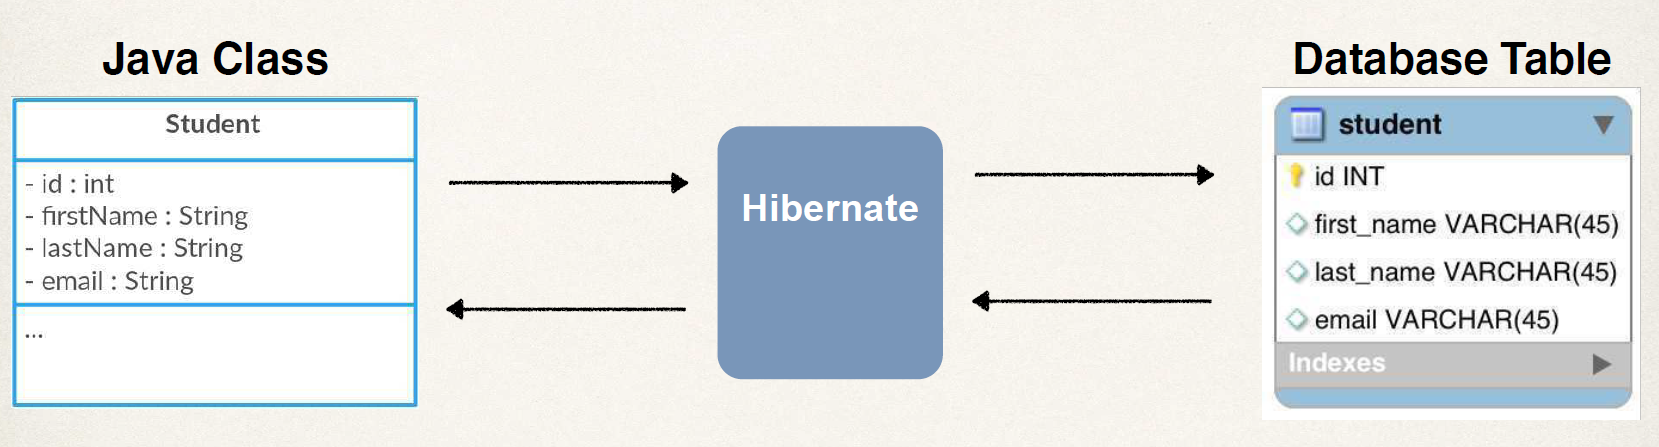 Java Class
Student
- id : int
- firstName : String
- lastName : String
- email : String
...
Hibernate
Database Table
student
id INT
first_name VARCHAR(45)
last_name VARCHAR(45)
email VARCHAR(45)
Indexes